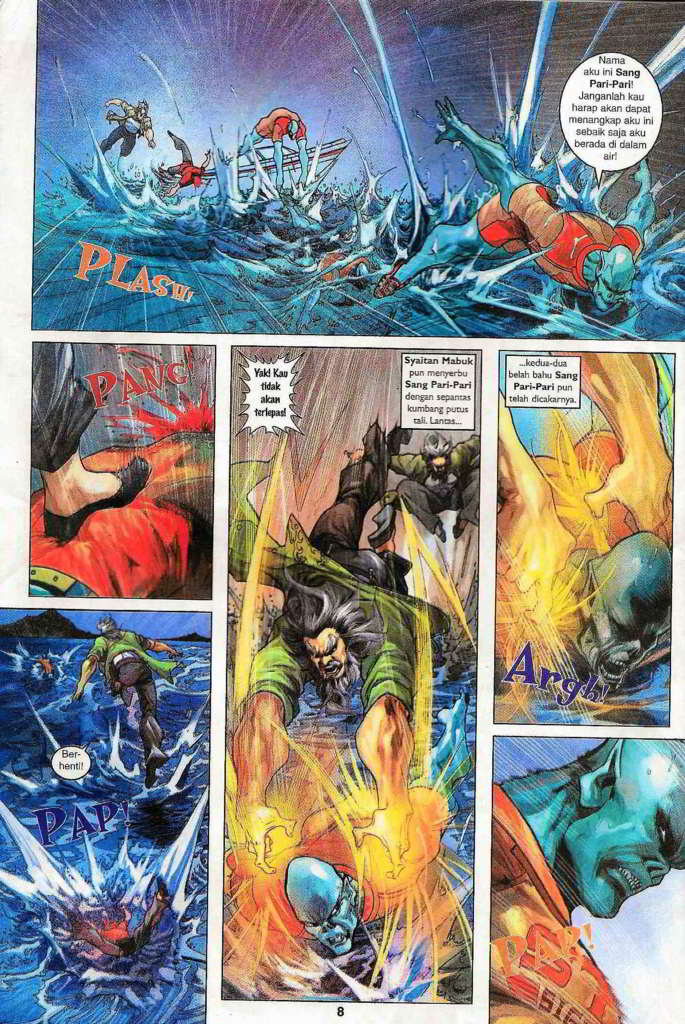 Nama
aku ini Sang
Pari-Pari!
Janganlah kau
harap akan dapat
menangkap aku ini
sebaik saja aku
berada di dalam
air!
PLASH!
PANG!
Yak! Kau
tidak
akan
terlepas!
Syaitan Mabuk
pun menyerbu
Sang Pari-Pari
dengan sepantas
kumbang putus
tali. Lantas...
...kedua-dua
belah bahu Sang
Pari-Pari pun
telah dicakarnya.
Argh!
Ber-
henti!
PAP!
PAP!
8